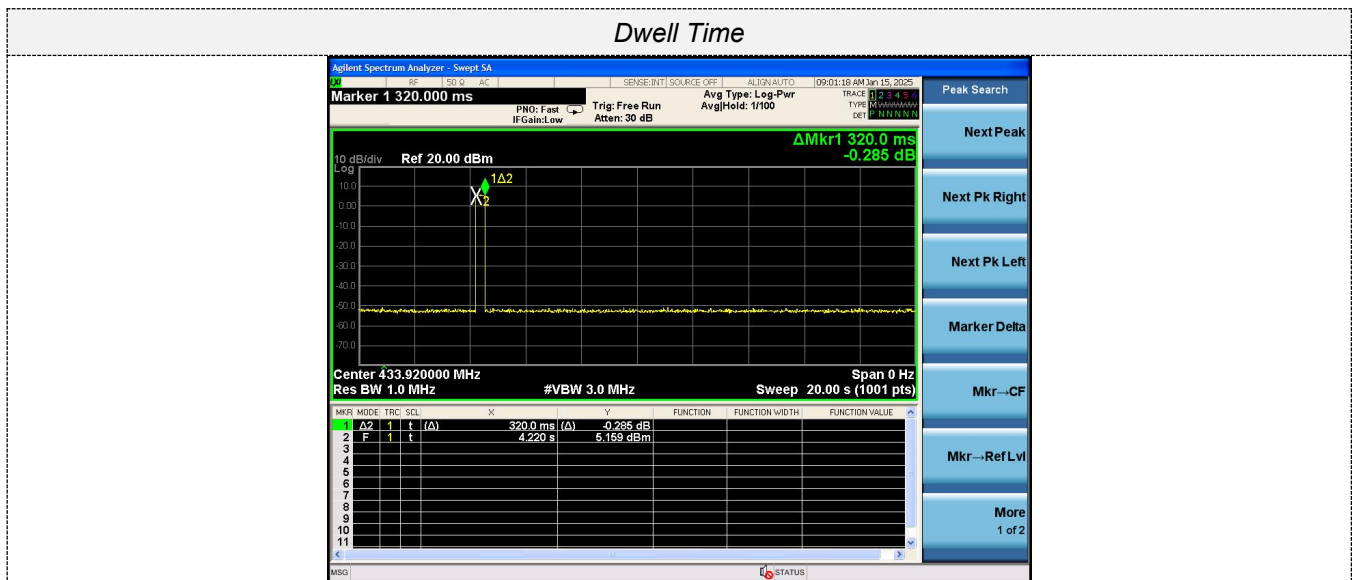 Dwell Time
Agilent Spectrum Analyzer - Swept SA
LXI RF 50 Ω AC SENSE:INT SOURCE OFF ALIGNAUTO 09:01:18 AM Jan 15, 2025
Marker 1 320.000 ms
PNO: Fast
IFGain:Low
Trig: Free Run
Atten: 30 dB
Avg Type: Log-Pwr
Avg|Hold: 1/100
TRACE 1 2 3 4 5 6
TYPE M
DET P N N N N N
ΔMkr1 320.0 ms
-0.285 dB
10 dB/div Ref 20.00 dBm
Log
1Δ2
2
10.0
0.00
-10.0
-20.0
-30.0
-40.0
-50.0
-60.0
-70.0
Center 433.920000 MHz Span 0 Hz
Res BW 1.0 MHz #VBW 3.0 MHz Sweep 20.00 s (1001 pts)
MKR MODE TRC SCL X Y FUNCTION FUNCTION WIDTH FUNCTION VALUE
1 Δ2 1 t (Δ) 320.0 ms (Δ) -0.285 dB
2 F 1 t 4.220 s 5.159 dBm
3
4
5
6
7
8
9
10
11
MSG STATUS
Peak Search
Next Peak
Next Pk Right
Next Pk Left
Marker Delta
Mkr→CF
Mkr→Ref Lvl
More
1 of 2